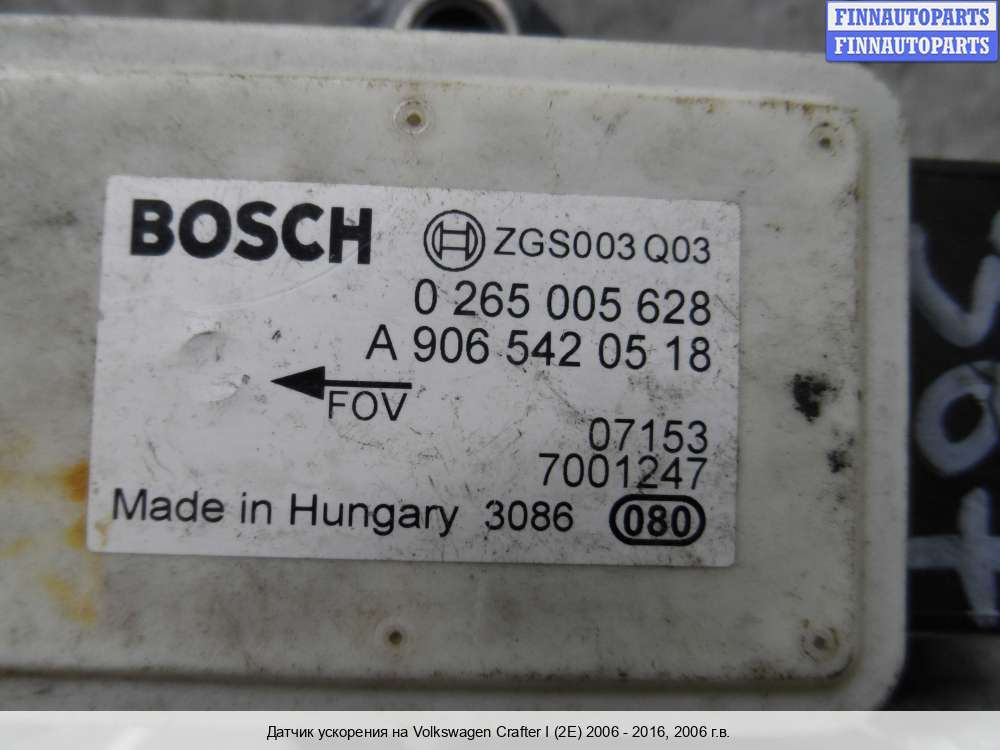 FINNAUTOPARTS
FINNAUTOPARTS
BOSCH ZGS003 Q03
0 265 005 628
A 906 542 05 18
FOV
07153
7001247
Made in Hungary 3086 080
Датчик ускорения на Volkswagen Crafter I (2E) 2006 - 2016, 2006 г.в.